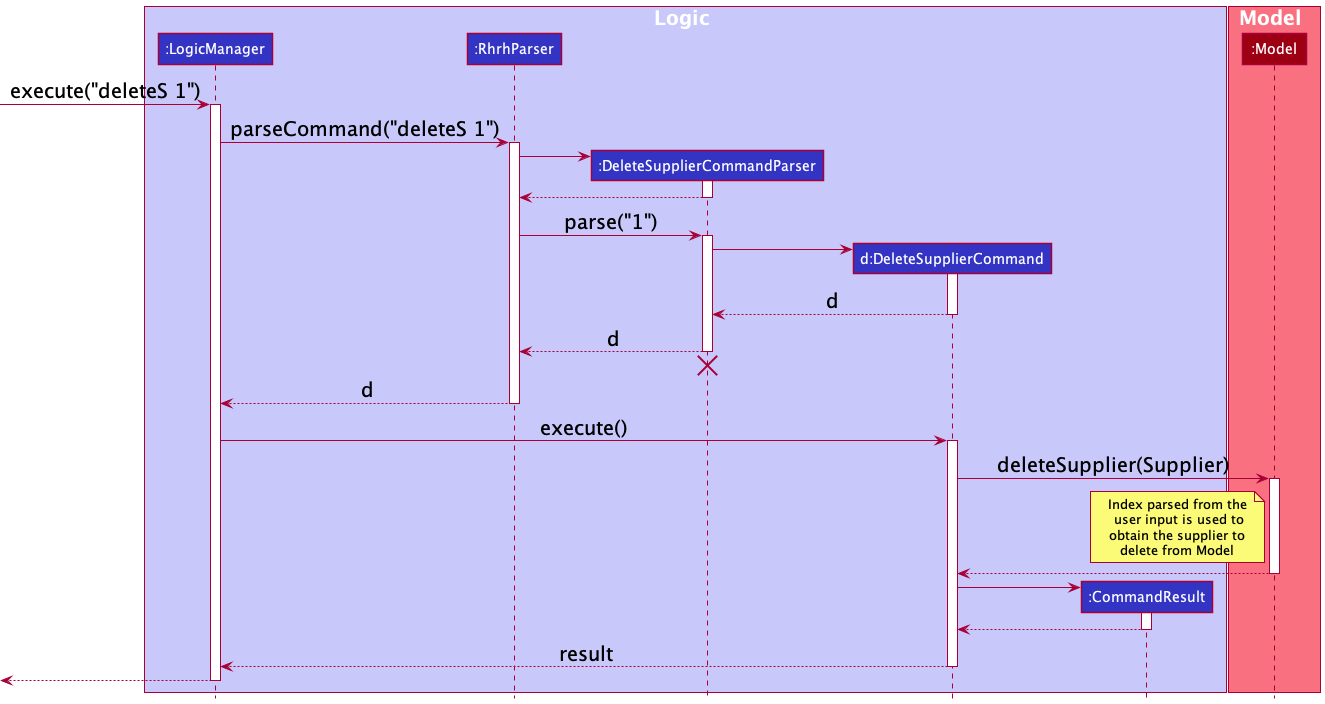 Logic
Model
:LogicManager
:RhrhParser
:Model
execute("deleteS 1")
parseCommand("deleteS 1")
:DeleteSupplierCommandParser
parse("1")
d:DeleteSupplierCommand
d
d
d
execute()
deleteSupplier(Supplier)
Index parsed from the
user input is used to
obtain the supplier to
delete from Model
:CommandResult
result